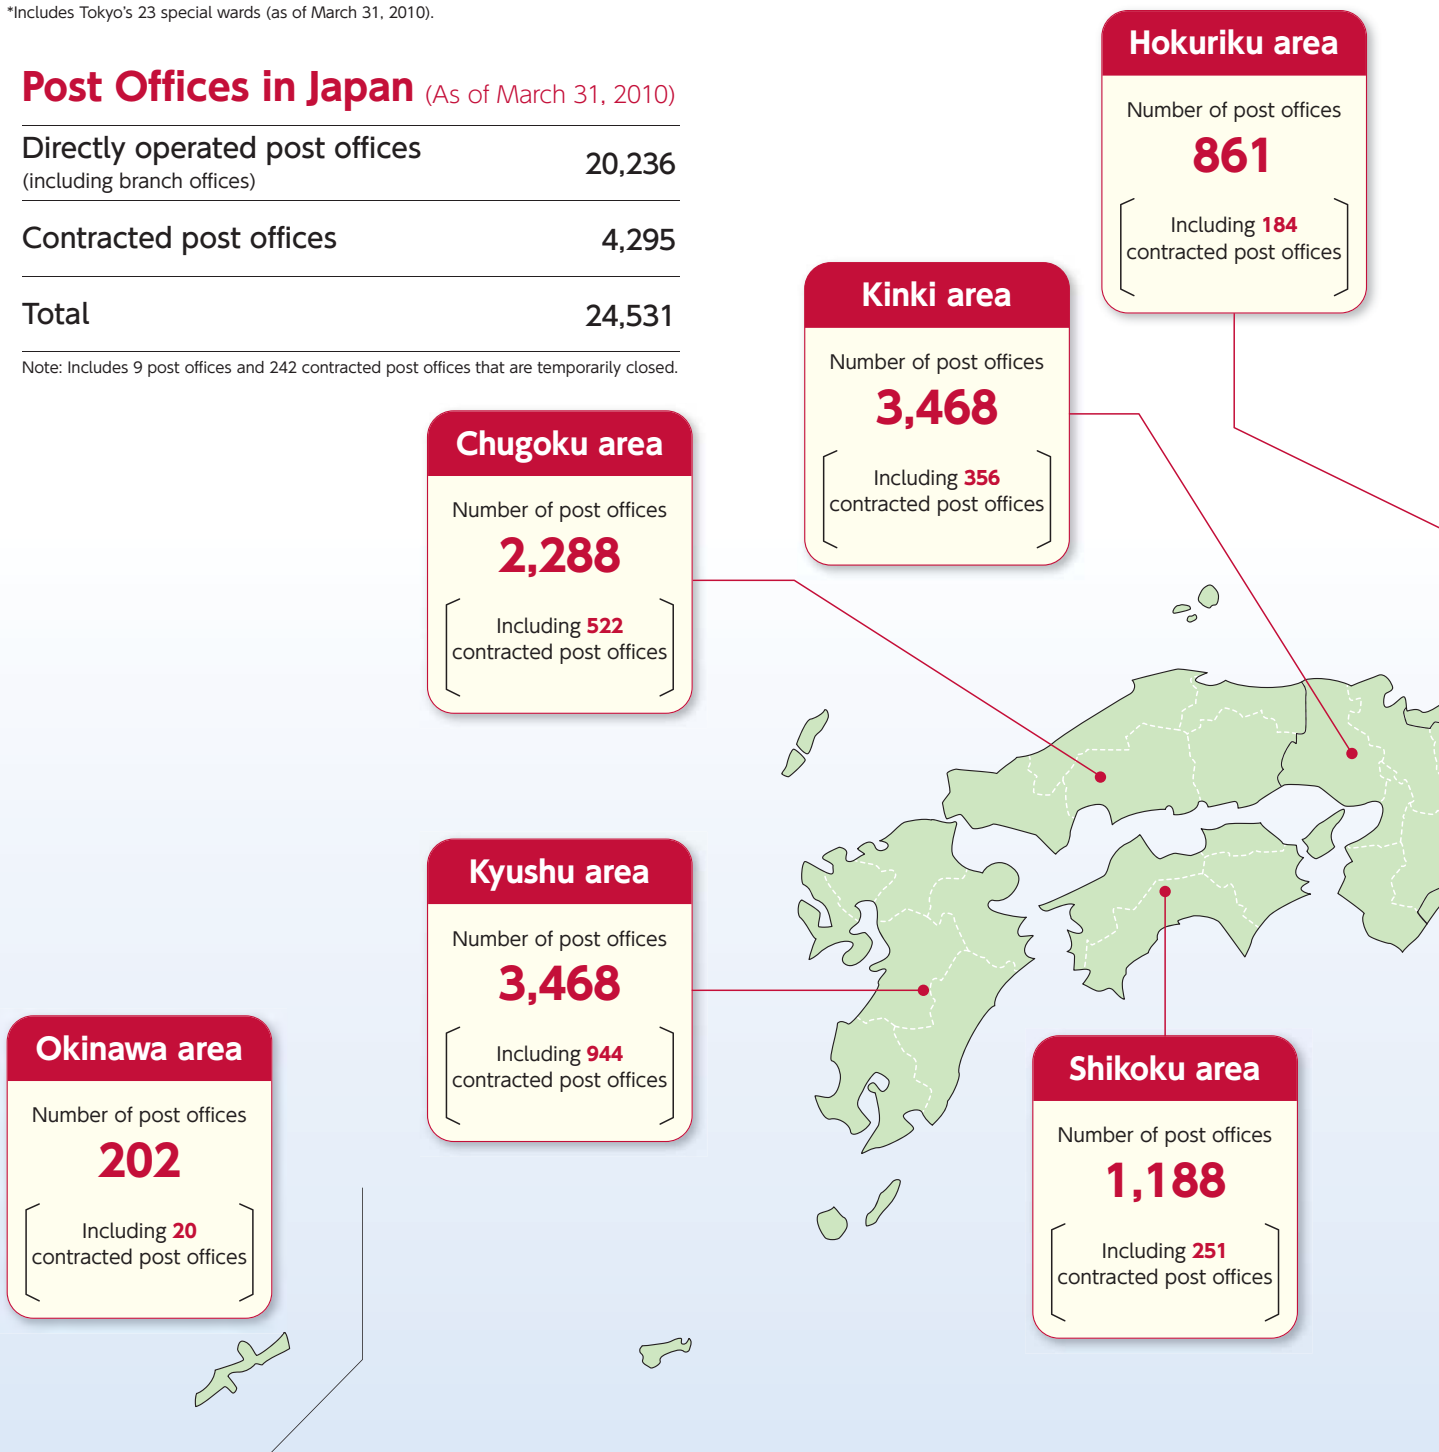 *Includes Tokyo's 23 special wards (as of March 31, 2010).
Post Offices in Japan (As of March 31, 2010)
Directly operated post offices 20,236
(including branch offices)
Contracted post offices 4,295
Total 24,531
Note: Includes 9 post offices and 242 contracted post offices that are temporarily closed.
Hokuriku area
Number of post offices
861
Including 184
contracted post offices
Kinki area
Number of post offices
3,468
Including 356
contracted post offices
Chugoku area
Number of post offices
2,288
Including 522
contracted post offices
Kyushu area
Number of post offices
3,468
Including 944
contracted post offices
Okinawa area
Number of post offices
202
Including 20
contracted post offices
Shikoku area
Number of post offices
1,188
Including 251
contracted post offices